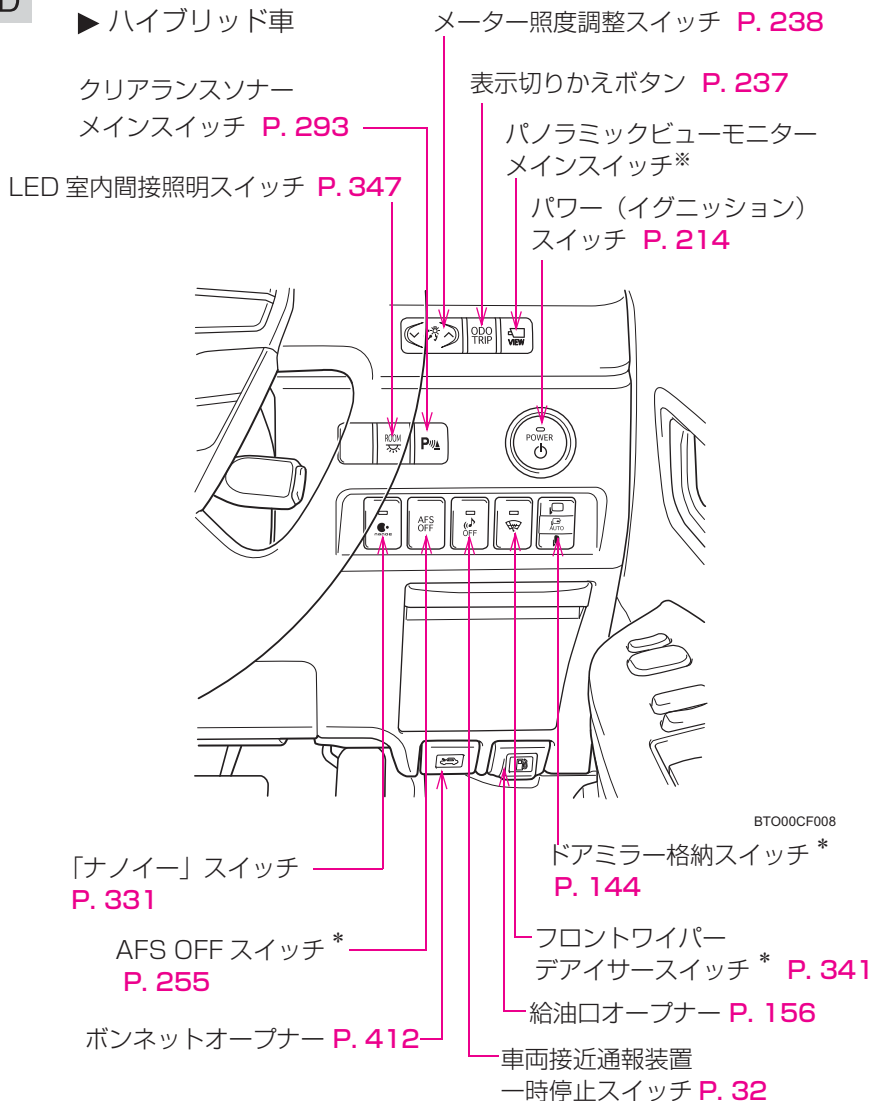 D
▶ ハイブリッド車
メーター照度調整スイッチ P. 238
クリアランスソナー
メインスイッチ P. 293
表示切りかえボタン P. 237
パノラミックビューモニター
メインスイッチ※
LED 室内間接照明スイッチ P. 347
パワー（イグニッション）
スイッチ P. 214
ODO
TRIP
VIEW
ROOM
P
POWER
nanoe
AFS
OFF
OFF
AUTO
BTO00CF008
「ナノイー」スイッチ
P. 331
ドアミラー格納スイッチ *
P. 144
AFS OFF スイッチ *
P. 255
フロントワイパー
デアイサースイッチ * P. 341
ボンネットオープナー P. 412
給油口オープナー P. 156
車両接近通報装置
一時停止スイッチ P. 32